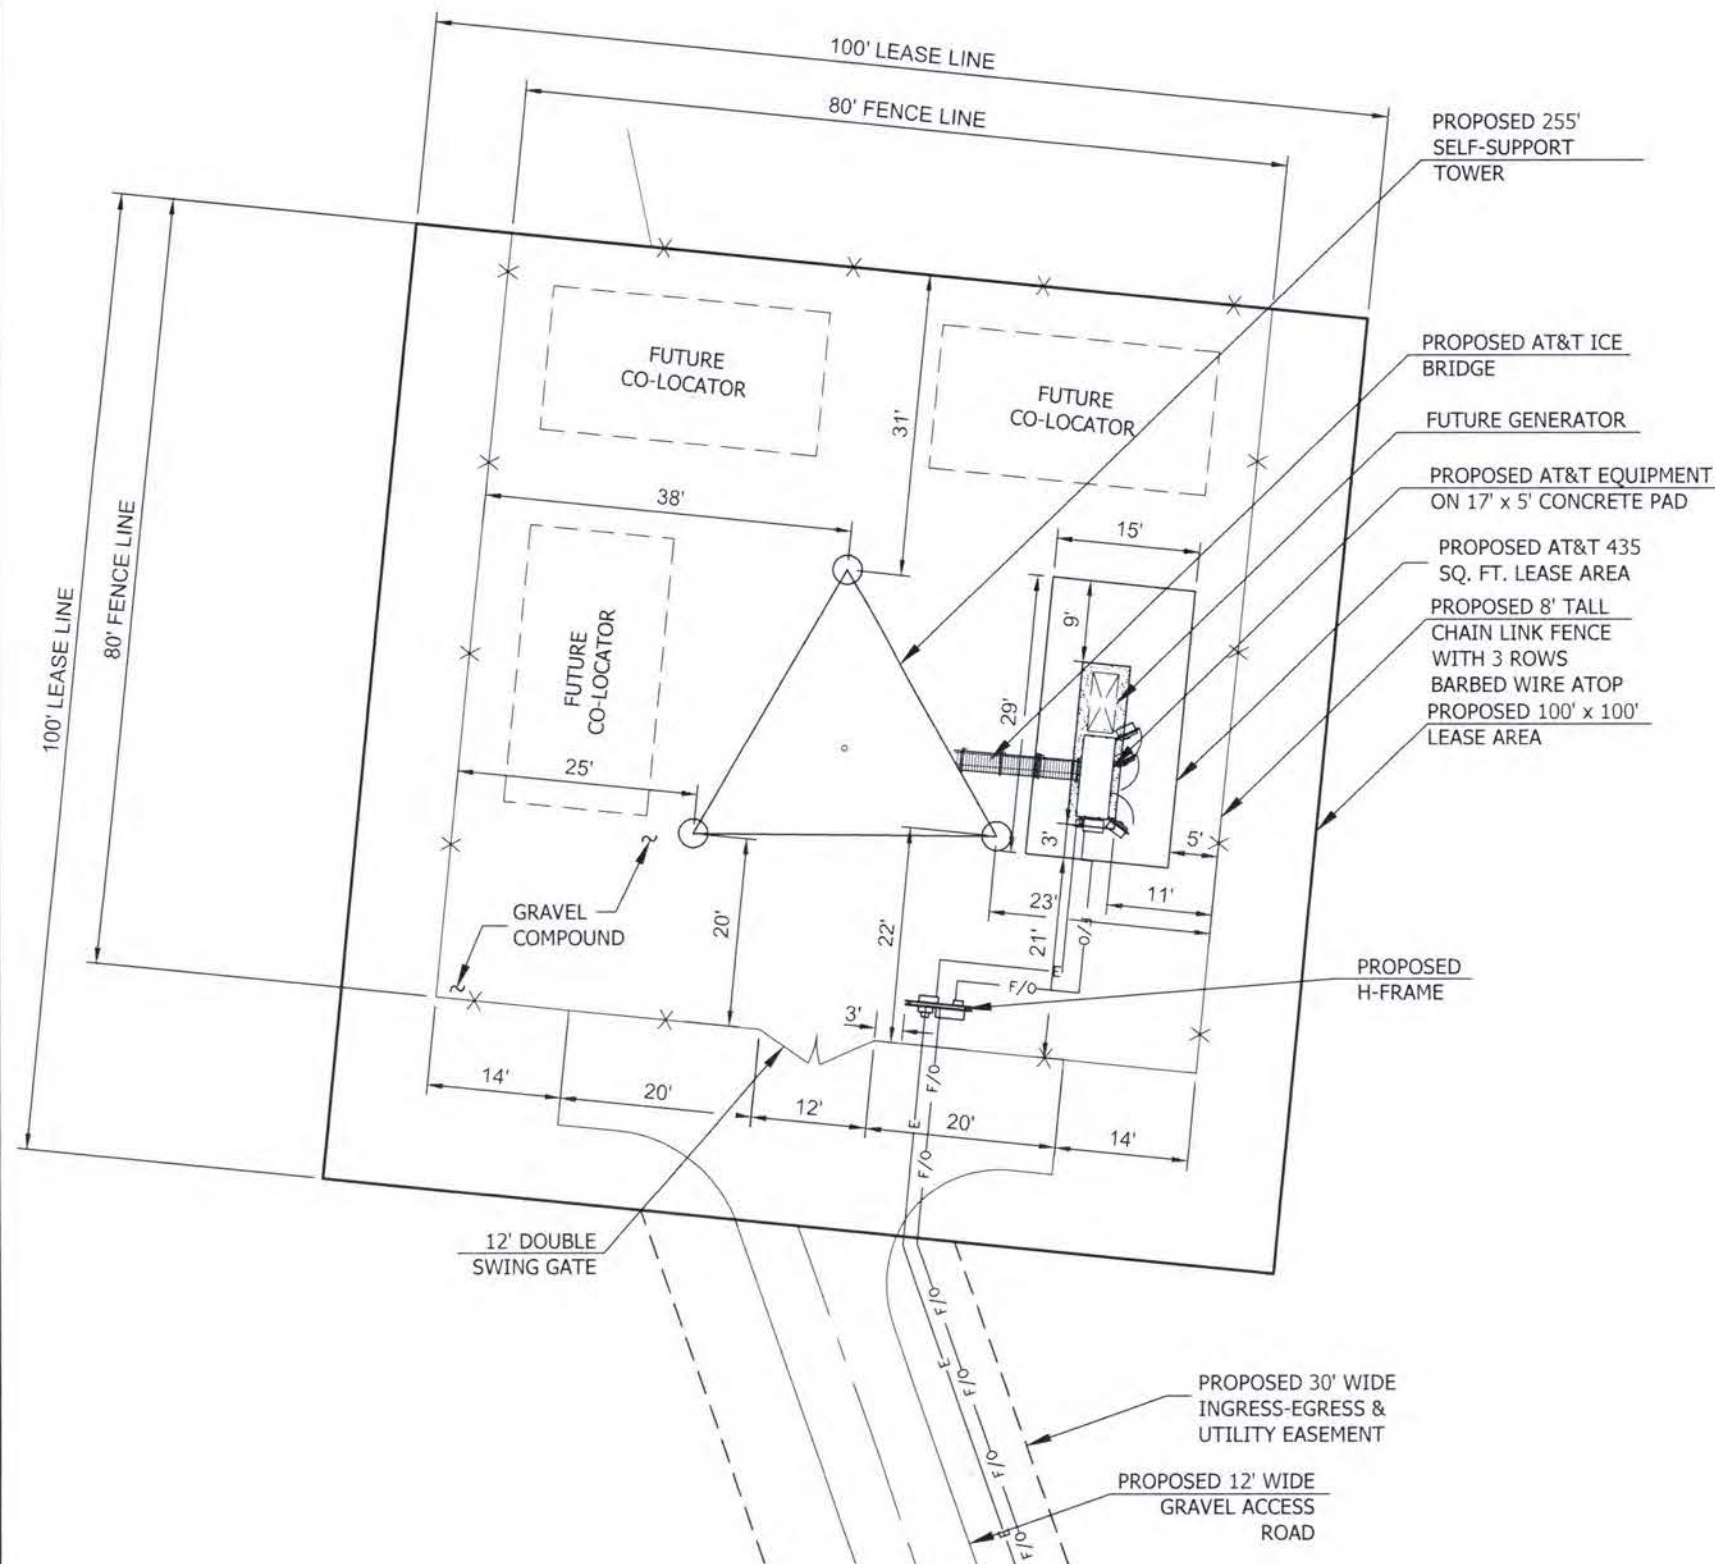 100' LEASE LINE
80' FENCE LINE
PROPOSED 255'
SELF-SUPPORT
TOWER
100' LEASE LINE
80' FENCE LINE
FUTURE
CO-LOCATOR
31'
FUTURE
CO-LOCATOR
PROPOSED AT&T ICE
BRIDGE
FUTURE GENERATOR
PROPOSED AT&T EQUIPMENT
ON 17' x 5' CONCRETE PAD
PROPOSED AT&T 435
SQ. FT. LEASE AREA
PROPOSED 8' TALL
CHAIN LINK FENCE
WITH 3 ROWS
BARBED WIRE ATOP
PROPOSED 100' x 100'
LEASE AREA
38'
15'
9'
29'
FUTURE
CO-LOCATOR
25'
3'
5'
11'
23'
20'
22'
21'
GRAVEL
COMPOUND
F/O
E
F/O
PROPOSED
H-FRAME
3'
14'
20'
12'
20'
14'
F/O
E
F/O
12' DOUBLE
SWING GATE
F/O
E
F/O
F/O
E
F/O
PROPOSED 30' WIDE
INGRESS-EGRESS &
UTILITY EASEMENT
PROPOSED 12' WIDE
GRAVEL ACCESS
ROAD